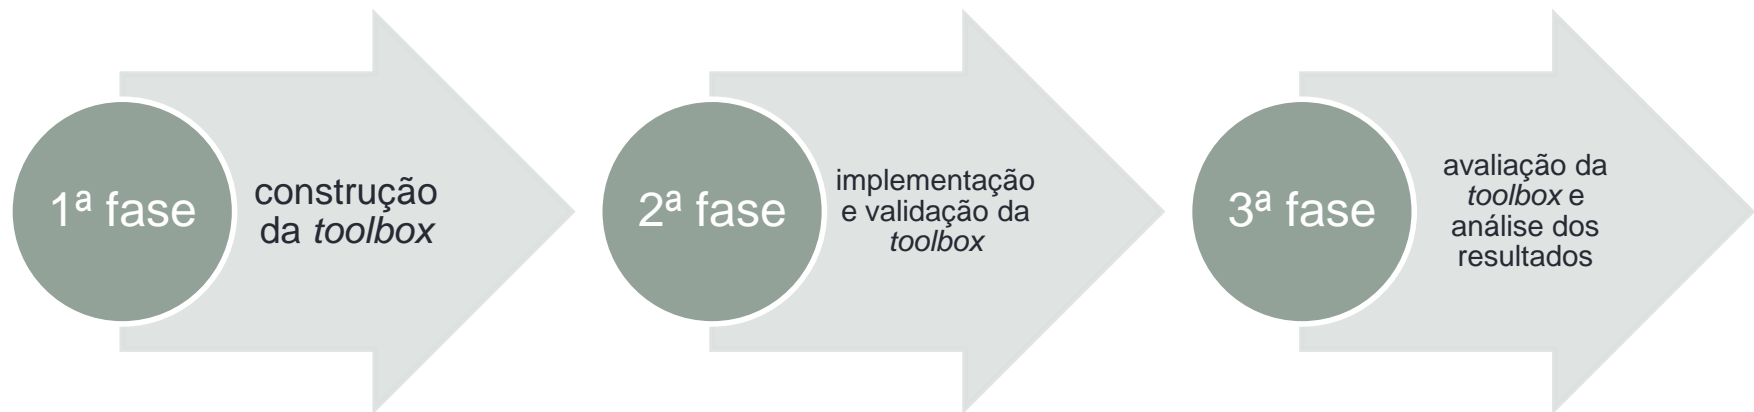 1ª fase
construção
da toolbox
2ª fase
implementação
e validação da
toolbox
3ª fase
avaliação da
toolbox e
análise dos
resultados